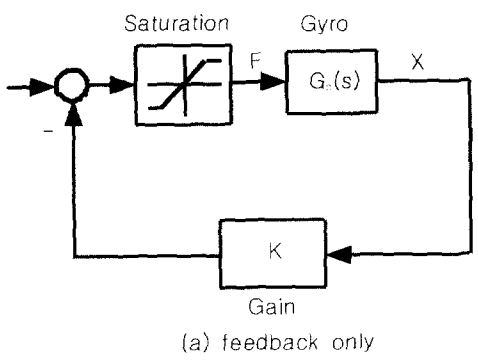 Saturation Gyro
F G (s) X
-
K
Gain
(a) feedback only